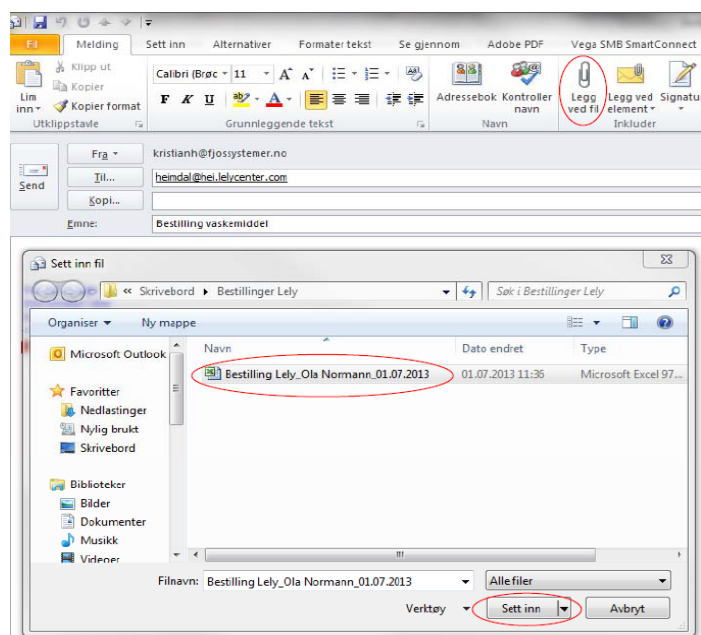 Fil Melding Sett inn Alternativer Formater tekst Se gjennom Adobe PDF Vega SMB SmartConnect
Lim inn
Klipp ut
Kopier
Kopier format
Utklippstavle
Calibri (Brøc 11
F K U
Grunnleggende tekst
Adressebok Kontroller navn
Navn
Legg ved fil Legg ved element Signatu
Inkluder
Send
Fra kristianh@fjossystemer.no
Til... heimdal@hei.lelycenter.com
Kopi...
Emne: Bestilling vaskemiddel
Sett inn fil
« Skrivebord Bestillinger Lely
Søk i Bestillinger Lely
Organiser Ny mappe
Navn Dato endret Type
Bestilling Lely_Ola Normann_01.07.2013 01.07.2013 11:36 Microsoft Excel 97...
Microsoft Outlook
Favoritter
Nedlastinger
Nylig brukt
Skrivebord
Biblioteker
Bilder
Dokumenter
Musikk
Videoer
Filnavn: Bestilling Lely_Ola Normann_01.07.2013 Alle filer
Verktøy Sett inn Avbryt